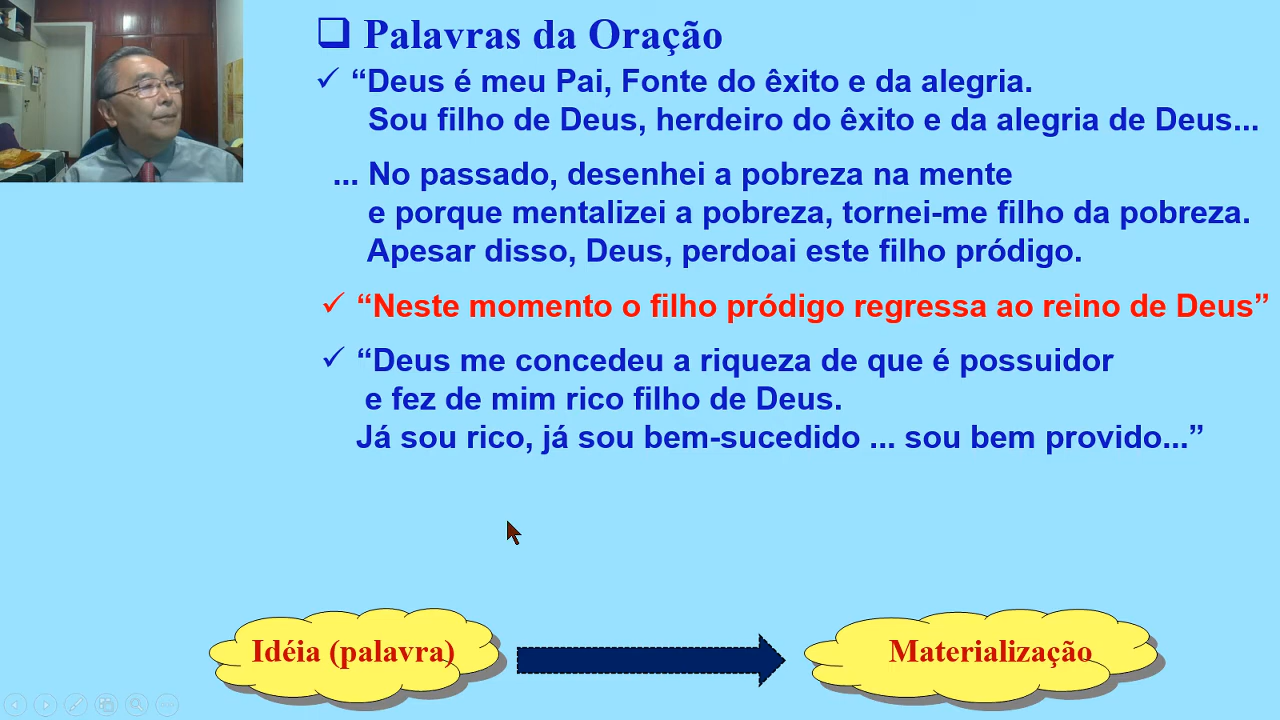 Palavras da Oração
“Deus é meu Pai, Fonte do êxito e da alegria.
Sou filho de Deus, herdeiro do êxito e da alegria de Deus...
... No passado, desenhei a pobreza na mente
e porque mentalizei a pobreza, tornei-me filho da pobreza.
Apesar disso, Deus, perdoai este filho pródigo.
“Neste momento o filho pródigo regressa ao reino de Deus”
“Deus me concedeu a riqueza de que é possuidor
e fez de mim rico filho de Deus.
Já sou rico, já sou bem-sucedido ... sou bem provido...”
Idéia (palavra)
Materialização